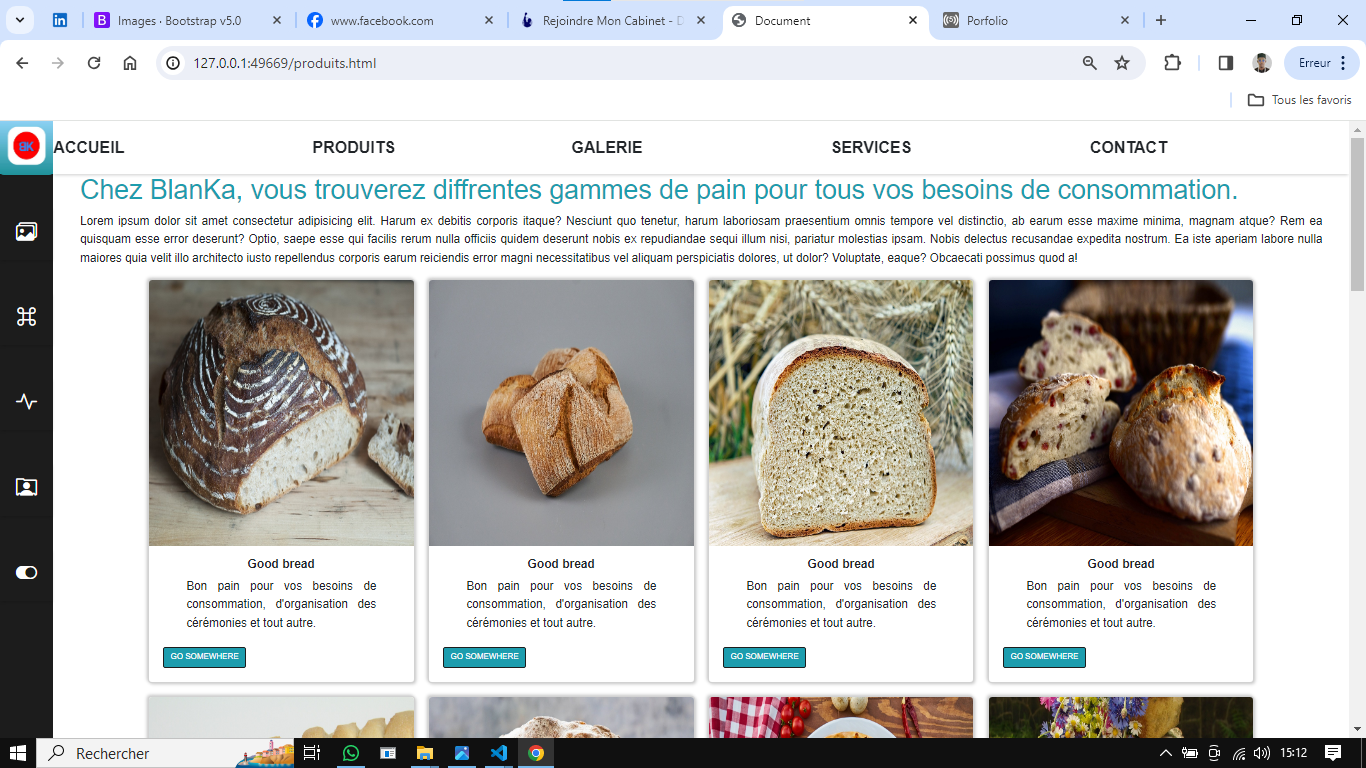 Images · Bootstrap v5.0
www.facebook.com
Rejoindre Mon Cabinet - D
Document
Porfolio
127.0.0.1:49669/produits.html
Erreur
Tous les favoris
BK
ACCUEIL PRODUITS GALERIE SERVICES CONTACT
Chez BlanKa, vous trouverez diffrentes gammes de pain pour tous vos besoins de consommation.
Lorem ipsum dolor sit amet consectetur adipisicing elit. Harum ex debitis corporis itaque? Nesciunt quo tenetur, harum laboriosam praesentium omnis tempore vel distinctio, ab earum esse maxime minima, magnam atque? Rem ea
quisquam esse error deserunt? Optio, saepe esse qui facilis rerum nulla officiis quidem deserunt nobis ex repudiandae sequi illum nisi, pariatur molestias ipsam. Nobis delectus recusandae expedita nostrum. Ea iste aperiam labore nulla
maiores quia velit illo architecto iusto repellendus corporis earum reiciendis error magni necessitatibus vel aliquam perspiciatis dolores, ut dolor? Voluptate, eaque? Obcaecati possimus quod a!
Good bread
Bon pain pour vos besoins de
consommation, d'organisation des
cérémonies et tout autre.
GO SOMEWHERE
Good bread
Bon pain pour vos besoins de
consommation, d'organisation des
cérémonies et tout autre.
GO SOMEWHERE
Good bread
Bon pain pour vos besoins de
consommation, d'organisation des
cérémonies et tout autre.
GO SOMEWHERE
Good bread
Bon pain pour vos besoins de
consommation, d'organisation des
cérémonies et tout autre.
GO SOMEWHERE
Rechercher
15:12